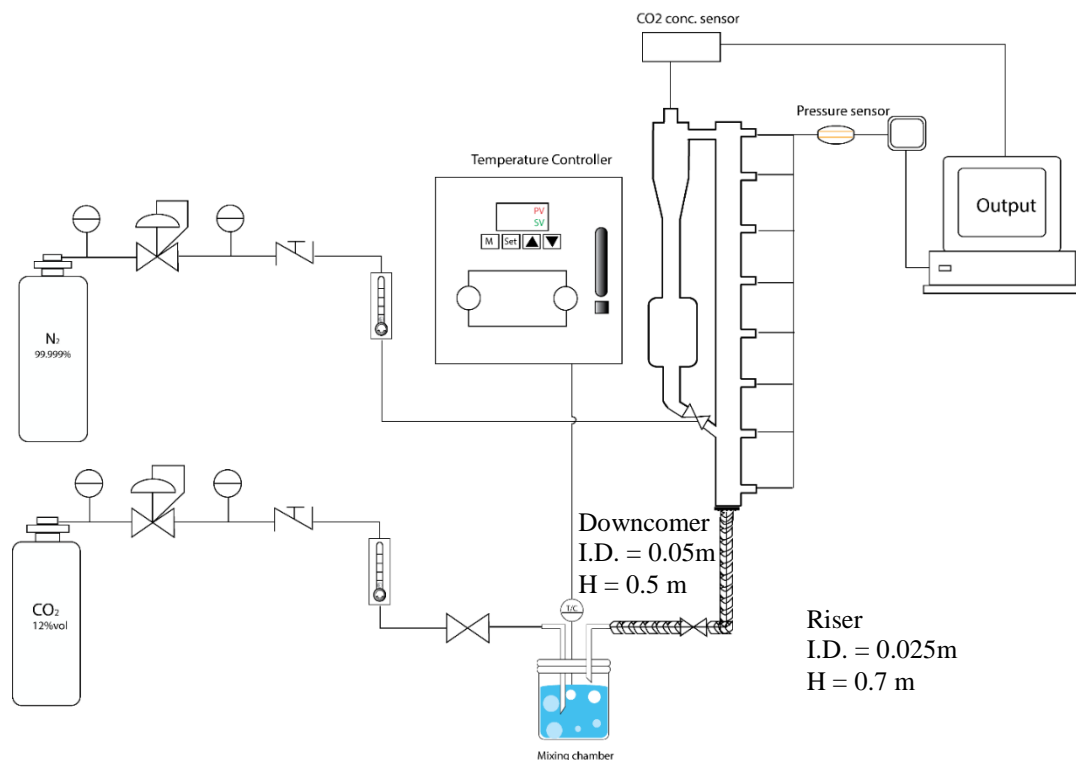 CO2 conc. sensor
Pressure sensor
Temperature Controller
PV
SV
M
Set
Output
N₂
99.999%
Downcomer
I.D. = 0.05m
H = 0.5 m
CO₂
12%vol
T/C
Riser
I.D. = 0.025m
H = 0.7 m
Mixing chamber